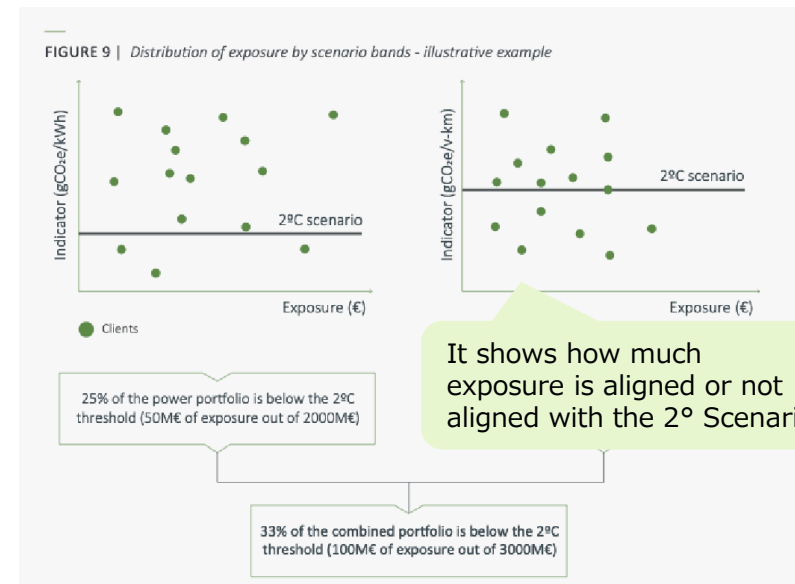 FIGURE 9 | Distribution of exposure by scenario bands - illustrative example
Indicator (gCO₂e/kWh)
2ºC scenario
Exposure (€)
Clients
Indicator (gCO₂e/v-km)
2ºC scenario
Exposure (€)
It shows how much
exposure is aligned or not
aligned with the 2°
25% of the power portfolio is below the 2ºC
threshold (50M€ of exposure out of 2000M€)
33% of the combined portfolio is below the 2ºC
threshold (100M€ of exposure out of 3000M€)